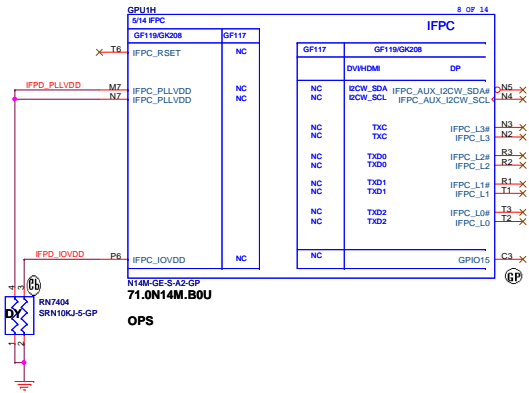 GPU1H
8 OF 14
5/14 IFPC
IFPC
GF119/GK208 GF117
GF117 GF119/GK208
DVI/HDMI DP
T6 IFPC_RSET NC
IFPD_PLLVDD
M7 IFPC_PLLVDD NC
N7 IFPC_PLLVDD NC
NC I2CW_SDA IFPC_AUX_I2CW_SDA# N5
NC I2CW_SCL IFPC_AUX_I2CW_SCL N4
NC TXC IFPC_L3# N3
NC TXC IFPC_L3 N2
NC TXD0 IFPC_L2# R3
NC TXD0 IFPC_L2 R2
NC TXD1 IFPC_L1# R1
NC TXD1 IFPC_L1 T1
NC TXD2 IFPC_L0# T3
NC TXD2 IFPC_L0 T2
IFPD_IOVDD
P6 IFPC_IOVDD NC
NC GPIO15 C3
GP
N14M-GE-S-A2-GP
71.0N14M.B0U
OPS
4 3
DY
RN7404
SRN10KJ-5-GP
1 2